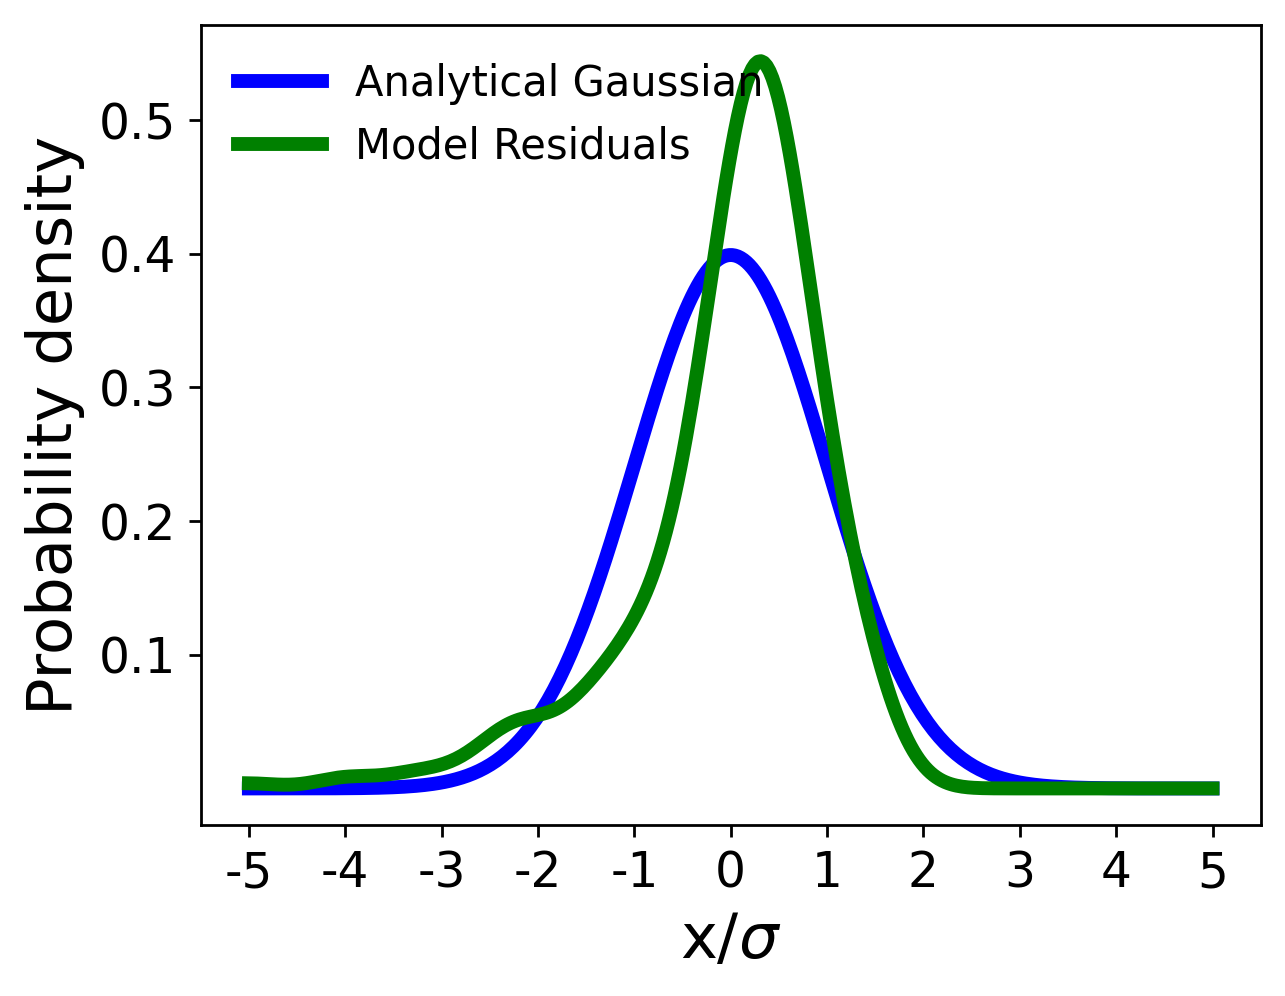 Analytical Gaussian
Model Residuals
Probability density
0.5
0.4
0.3
0.2
0.1
-5 -4 -3 -2 -1 0 1 2 3 4 5
x/σ